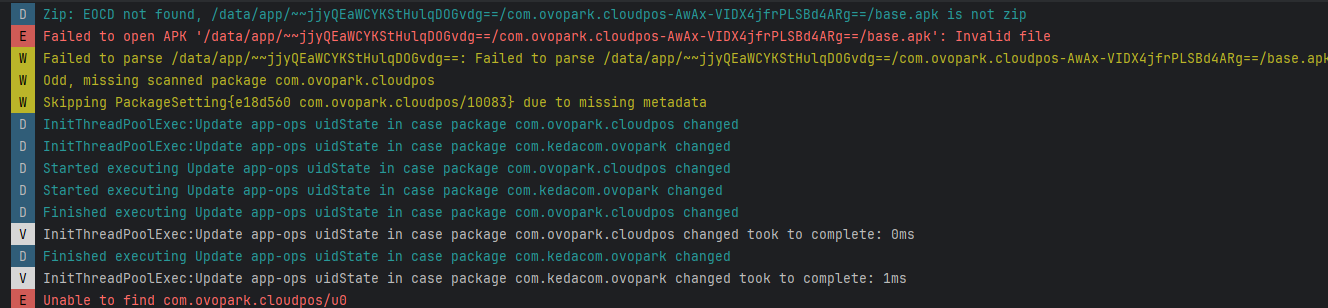 D Zip: EOCD not found, /data/app/~~jjyQEaWCYKStHulqDOGvdg==/com.ovopark.cloudpos-AwAx-VIDX4jfrPLSBd4ARg==/base.apk is not zip
E Failed to open APK '/data/app/~~jjyQEaWCYKStHulqDOGvdg==/com.ovopark.cloudpos-AwAx-VIDX4jfrPLSBd4ARg==/base.apk': Invalid file
W Failed to parse /data/app/~~jjyQEaWCYKStHulqDOGvdg==: Failed to parse /data/app/~~jjyQEaWCYKStHulqDOGvdg==/com.ovopark.cloudpos-AwAx-VIDX4jfrPLSBd4ARg==/base.apk
W Odd, missing scanned package com.ovopark.cloudpos
W Skipping PackageSetting{e18d560 com.ovopark.cloudpos/10083} due to missing metadata
D InitThreadPoolExec:Update app-ops uidState in case package com.ovopark.cloudpos changed
D InitThreadPoolExec:Update app-ops uidState in case package com.kedacom.ovopark changed
D Started executing Update app-ops uidState in case package com.ovopark.cloudpos changed
D Started executing Update app-ops uidState in case package com.kedacom.ovopark changed
D Finished executing Update app-ops uidState in case package com.ovopark.cloudpos changed
V InitThreadPoolExec:Update app-ops uidState in case package com.ovopark.cloudpos changed took to complete: 0ms
D Finished executing Update app-ops uidState in case package com.kedacom.ovopark changed
V InitThreadPoolExec:Update app-ops uidState in case package com.kedacom.ovopark changed took to complete: 1ms
E Unable to find com.ovopark.cloudpos/u0